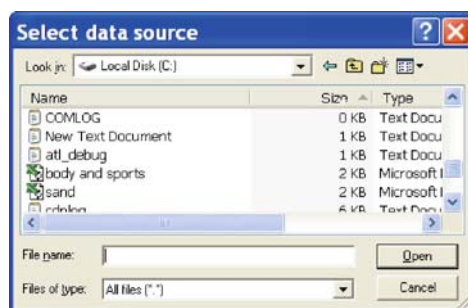 Select data source
Look in: Local Disk (C:)
Name Size Type
COMLOG 0 KB Text Docu
New Text Document 1 KB Text Docu
atl_debug 1 KB Text Docu
body and sports 2 KB Microsoft
sand 2 KB Microsoft
6 KB Text Docu
File name: Open
Files of type: All files (*.*) Cancel